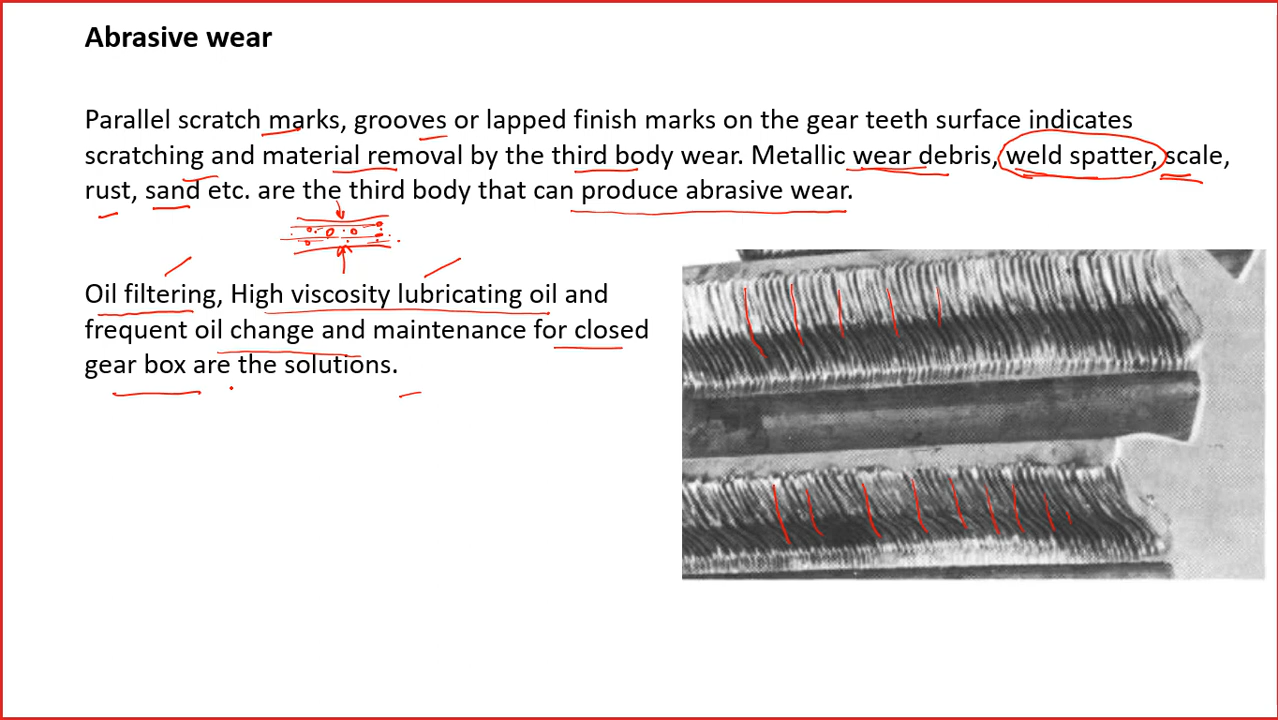 Abrasive wear
Parallel scratch marks, grooves or lapped finish marks on the gear teeth surface indicates
scratching and material removal by the third body wear. Metallic wear debris, weld spatter, scale,
rust, sand etc. are the third body that can produce abrasive wear.
Oil filtering, High viscosity lubricating oil and
frequent oil change and maintenance for closed
gear box are the solutions.